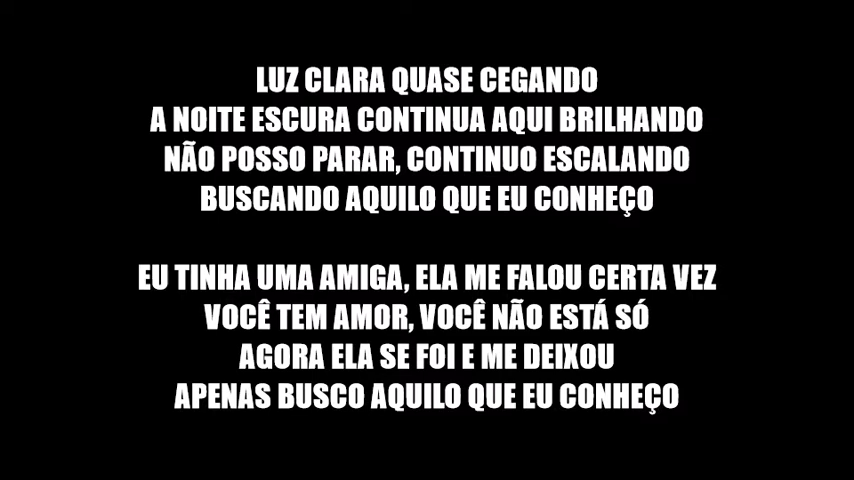 LUZ CLARA QUASE CEGANDO
A NOITE ESCURA CONTINUA AQUI BRILHANDO
NÃO POSSO PARAR, CONTINUO ESCALANDO
BUSCANDO AQUILO QUE EU CONHEÇO
EU TINHA UMA AMIGA, ELA ME FALOU CERTA VEZ
VOCÊ TEM AMOR, VOCÊ NÃO ESTÁ SÓ
AGORA ELA SE FOI E ME DEIXOU
APENAS BUSCO AQUILO QUE EU CONHEÇO